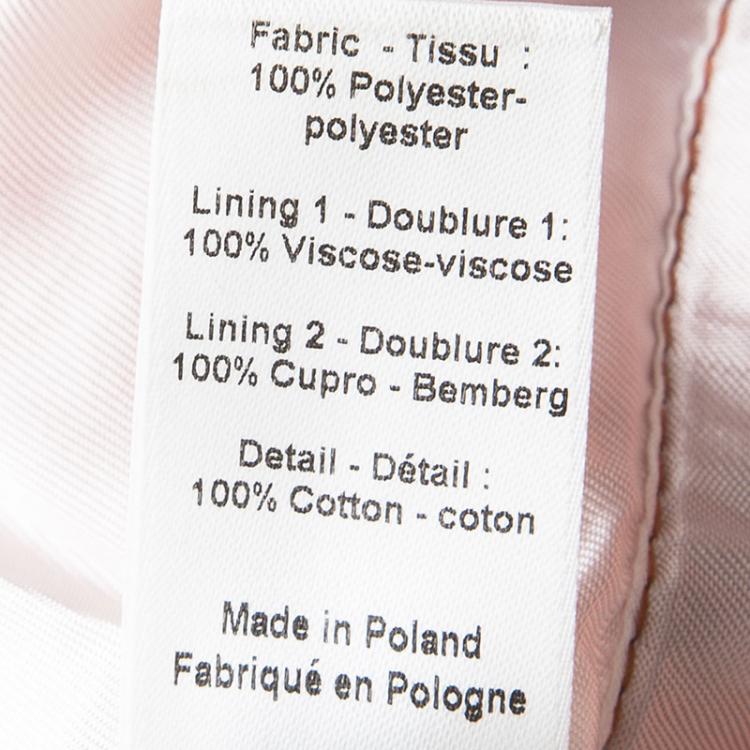 Fabric - Tissu :
100% Polyester-
polyester
Lining 1 - Doublure 1:
100% Viscose-viscose
Lining 2 - Doublure 2:
100% Cupro - Bemberg
Detail - Détail :
100% Cotton - coton
Made in Poland
Fabriqué en Pologne